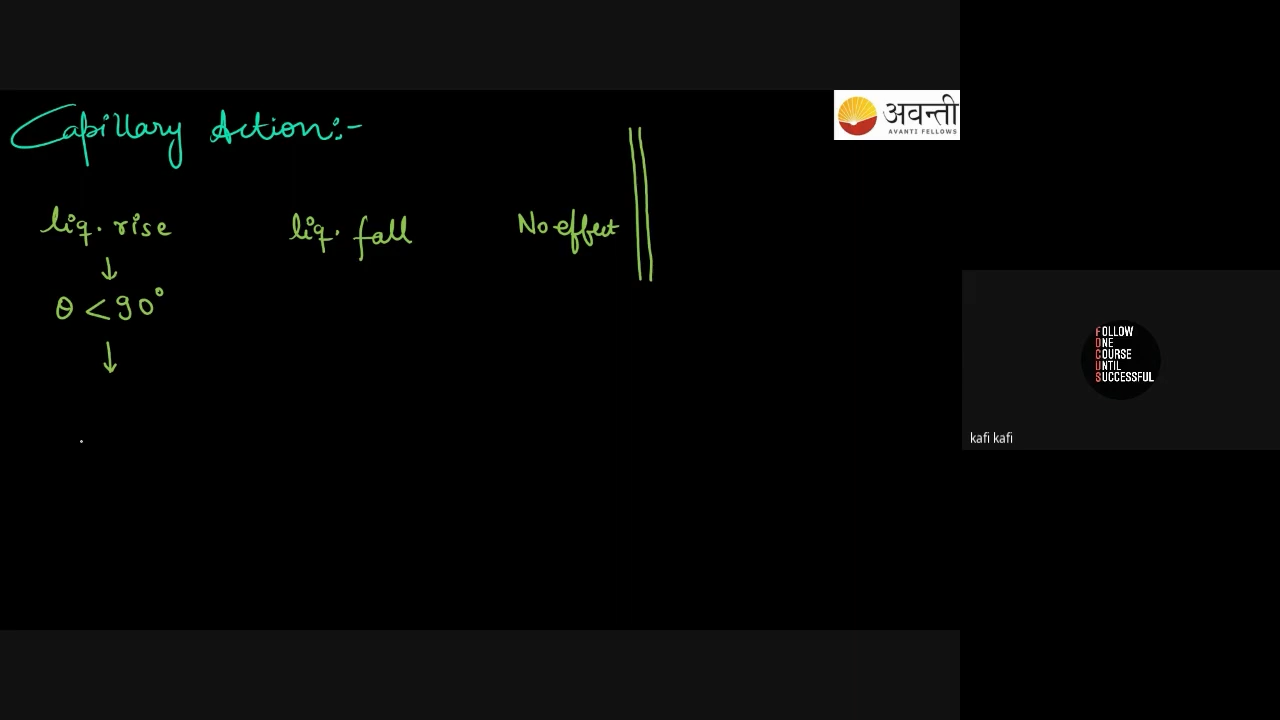 Capillary Action:-
अवन्ती
AVANTI FELLOWS
liq. rise
liq. fall
No effect
↓
θ < 90°
↓
FOLLOW
ONE
COURSE
UNTIL
SUCCESSFUL
kafi kafi